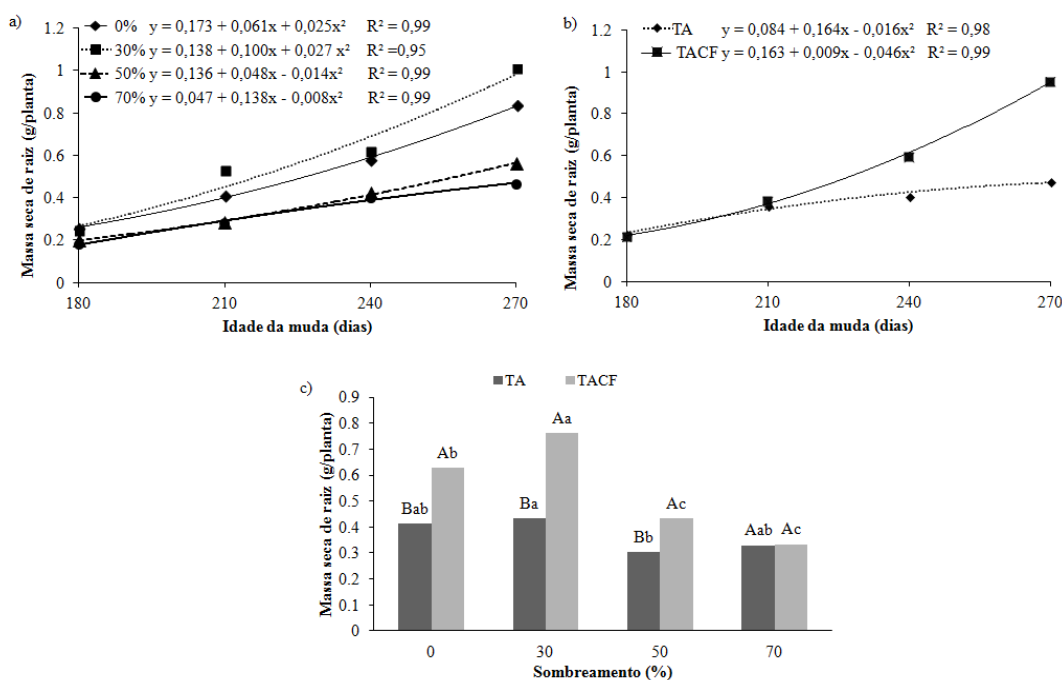 a)
0% y = 0,173 + 0,061x + 0,025x² R² = 0,99
30% y = 0,138 + 0,100x + 0,027 x² R² =0,95
50% y = 0,136 + 0,048x - 0,014x² R² = 0,99
70% y = 0,047 + 0,138x - 0,008x² R² = 0,99
Massa seca de raiz (g/planta)
1.2
1
0.8
0.6
0.4
0.2
0
180 210 240 270
Idade da muda (dias)
b)
TA y = 0,084 + 0,164x -0,016x² R² = 0,98
TACF y = 0,163 + 0,009x - 0,046x² R² = 0,99
Massa seca de raiz (g/planta)
1.2
1
0.8
0.6
0.4
0.2
0
180 210 240 270
Idade da muda (dias)
c)
TA TACF
Massa seca de raiz (g/planta)
0.9
0.8
0.7
0.6
0.5
0.4
0.3
0.2
0.1
0
Bab Ab Ba Aa Bb Ac Aab Ac
0 30 50 70
Sombreamento (%)